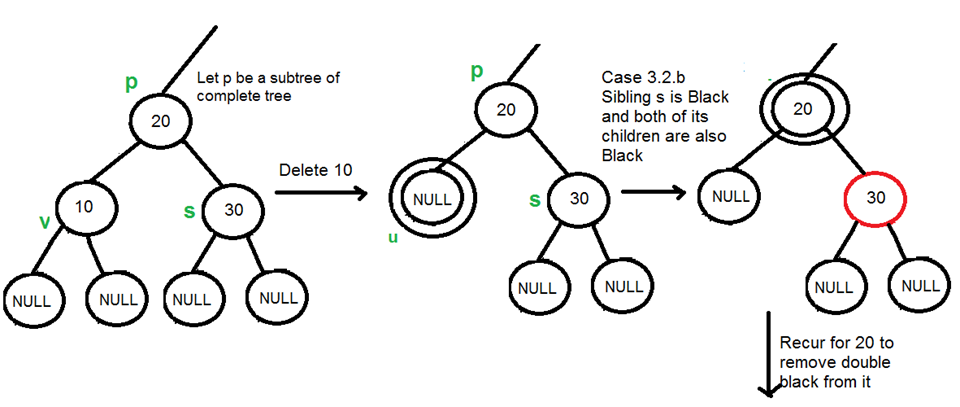 p
Let p be a subtree of
complete tree
20
v
10
s
30
NULL
NULL
NULL
NULL
Delete 10
p
20
NULL
u
s
30
NULL
NULL
Case 3.2.b
Sibling s is Black
and both of its
children are also
Black
20
NULL
30
NULL
NULL
Recur for 20 to
remove double
black from it